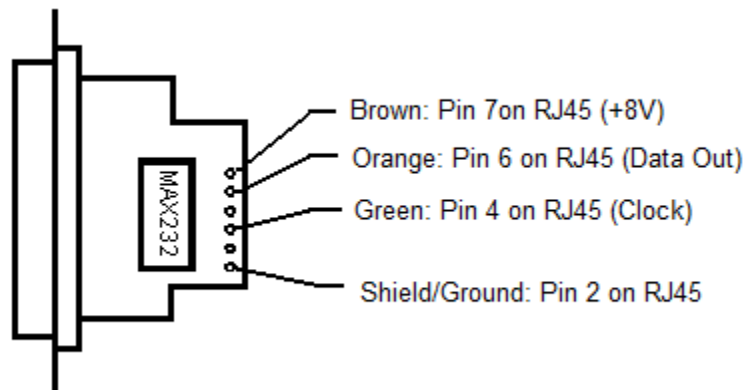 Brown: Pin 7on RJ45 (+8V)
Orange: Pin 6 on RJ45 (Data Out)
MAX232
Green: Pin 4 on RJ45 (Clock)
Shield/Ground: Pin 2 on RJ45